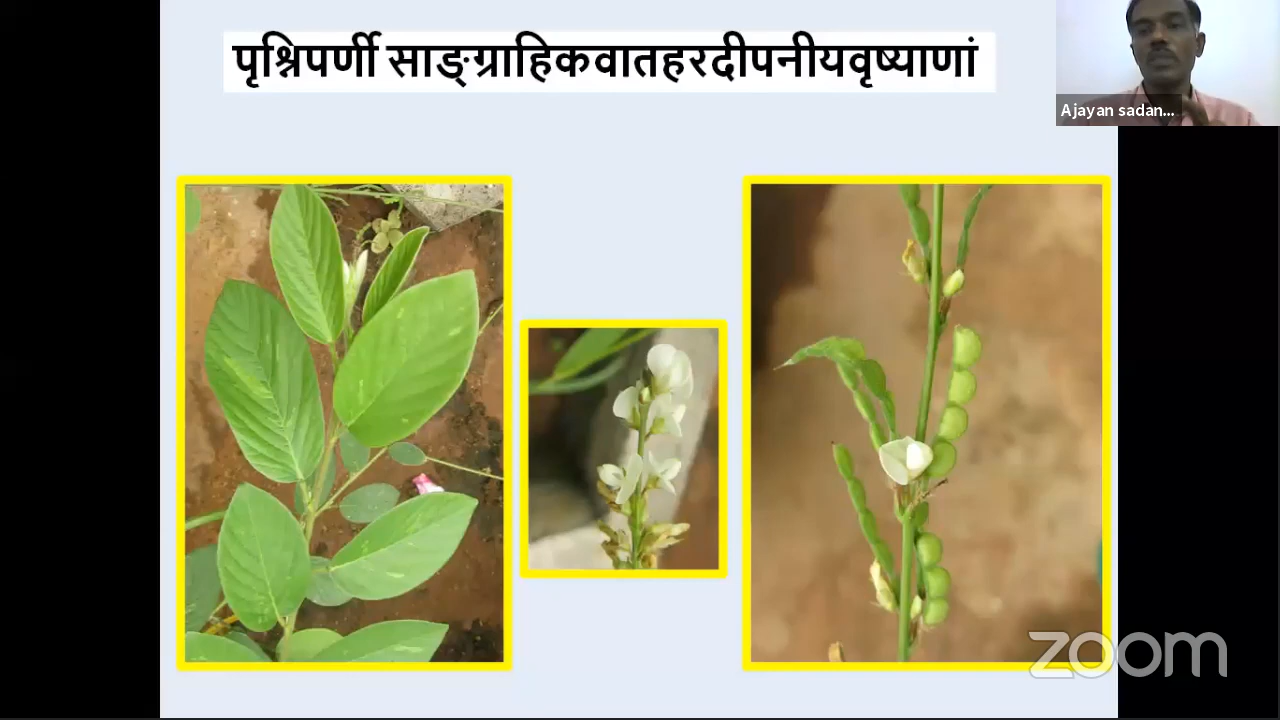 पृश्निपर्णी साङ्ग्राहिकवातहरदीपनीयवृष्याणां
Ajayan sadan...
zoom